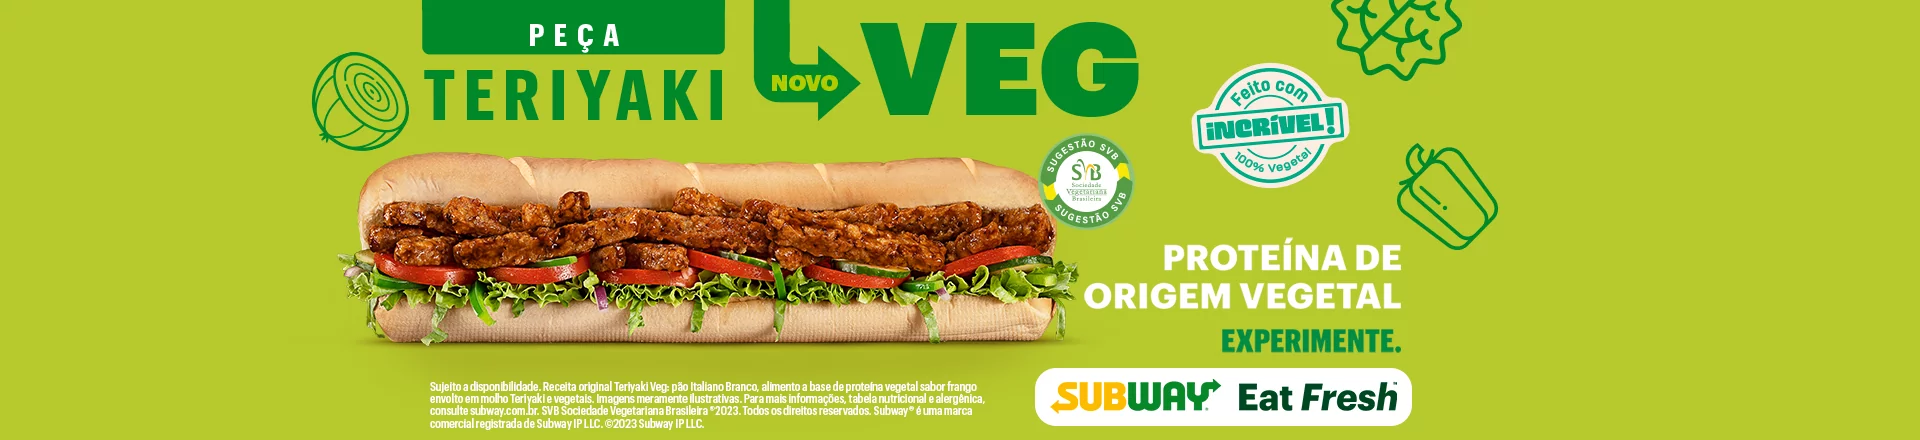 PEÇA
TERIYAKI
NOVO
VEG
Feito com
iNCRÍVEL!
100% Vegetal
SUGESTÃO SVB
SVB
Sociedade
Vegetariana
Brasileira
SUGESTÃO SVB
PROTEÍNA DE
ORIGEM VEGETAL
EXPERIMENTE.
Sujeito a disponibilidade. Receita original Teriyaki Veg: pão Italiano Branco, alimento a base de proteína vegetal sabor frango
envolto em molho Teriyaki e vegetais. Imagens meramente ilustrativas. Para mais informações, tabela nutricional e alergênica,
consulte subway.com.br. SVB Sociedade Vegetariana Brasileira ®2023. Todos os direitos reservados. Subway® é uma marca
comercial registrada de Subway IP LLC. ©2023 Subway IP LLC.
SUBWAY® Eat Fresh™